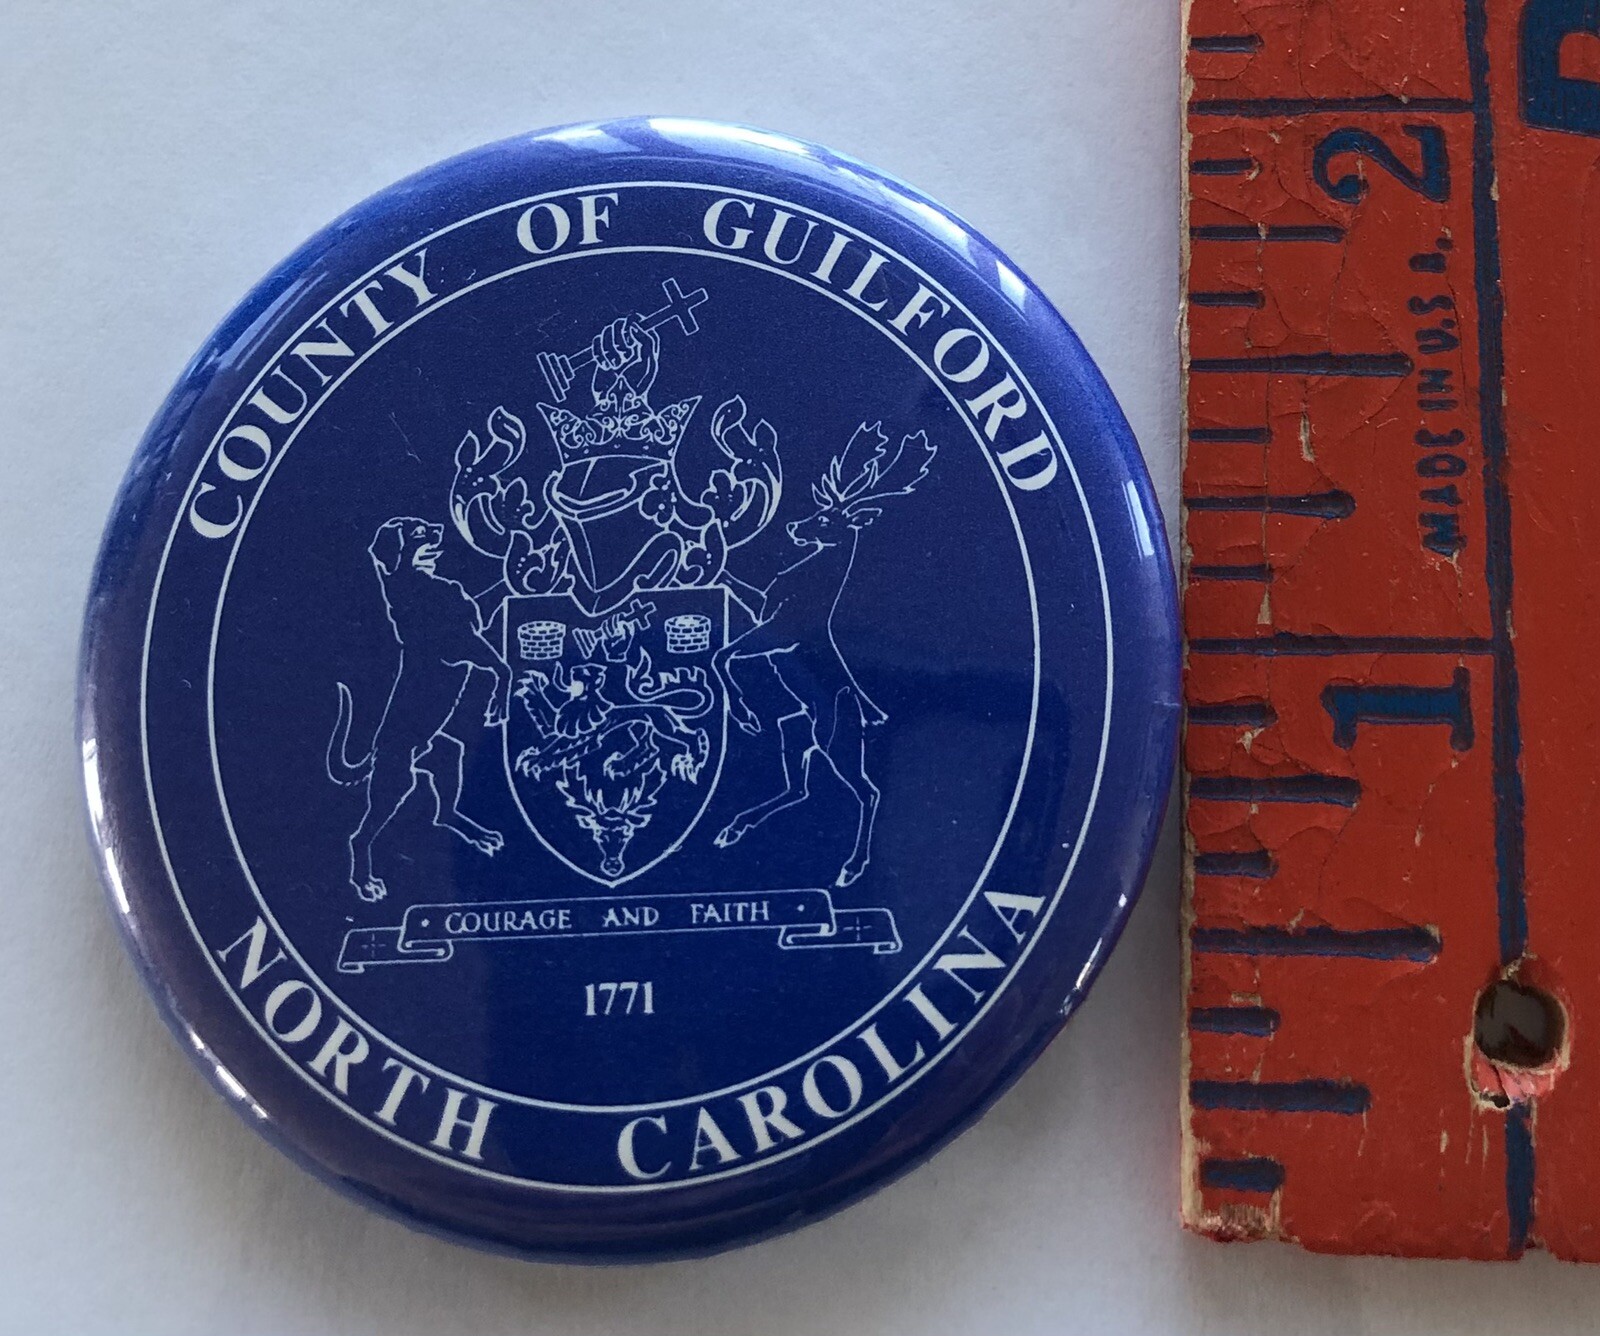 COUNTY OF GUILFORD
COURAGE AND FAITH
1771
NORTH CAROLINA
2
MADE IN U.S.A.
1